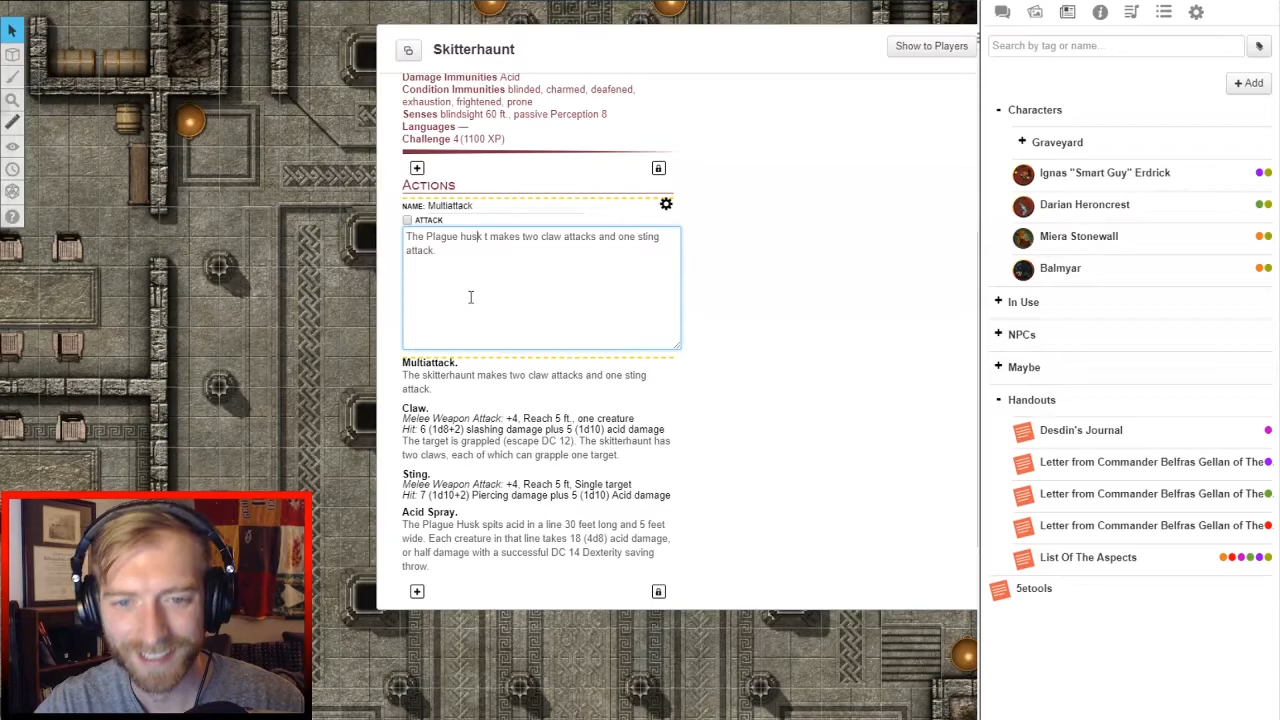 Skitterhaunt
Show to Players
Damage Immunities Acid
Condition Immunities blinded, charmed, deafened,
exhaustion, frightened, prone
Senses blindsight 60 ft., passive Perception 8
Languages —
Challenge 4 (1100 XP)
Actions
NAME: Multiattack
ATTACK
The Plague husk t makes two claw attacks and one sting
attack.
Multiattack.
The skitterhaunt makes two claw attacks and one sting
attack.
Claw.
Melee Weapon Attack: +4, Reach 5 ft., one creature
Hit: 6 (1d8+2) slashing damage plus 5 (1d10) acid damage
The target is grappled (escape DC 12). The skitterhaunt has
two claws, each of which can grapple one target.
Sting.
Melee Weapon Attack: +4, Reach 5 ft, Single target
Hit: 7 (1d10+2) Piercing damage plus 5 (1d10) Acid damage
Acid Spray.
The Plague Husk spits acid in a line 30 feet long and 5 feet
wide. Each creature in that line takes 18 (4d8) acid damage,
or half damage with a successful DC 14 Dexterity saving
throw.
Search by tag or name...
+ Add
Characters
Graveyard
Ignas "Smart Guy" Erdrick
Darian Heroncrest
Miera Stonewall
Balmyar
In Use
NPCs
Maybe
Handouts
Desdin's Journal
Letter from Commander Belfras Gellan of The
Letter from Commander Belfras Gellan of The
Letter from Commander Belfras Gellan of The
List Of The Aspects
5etools